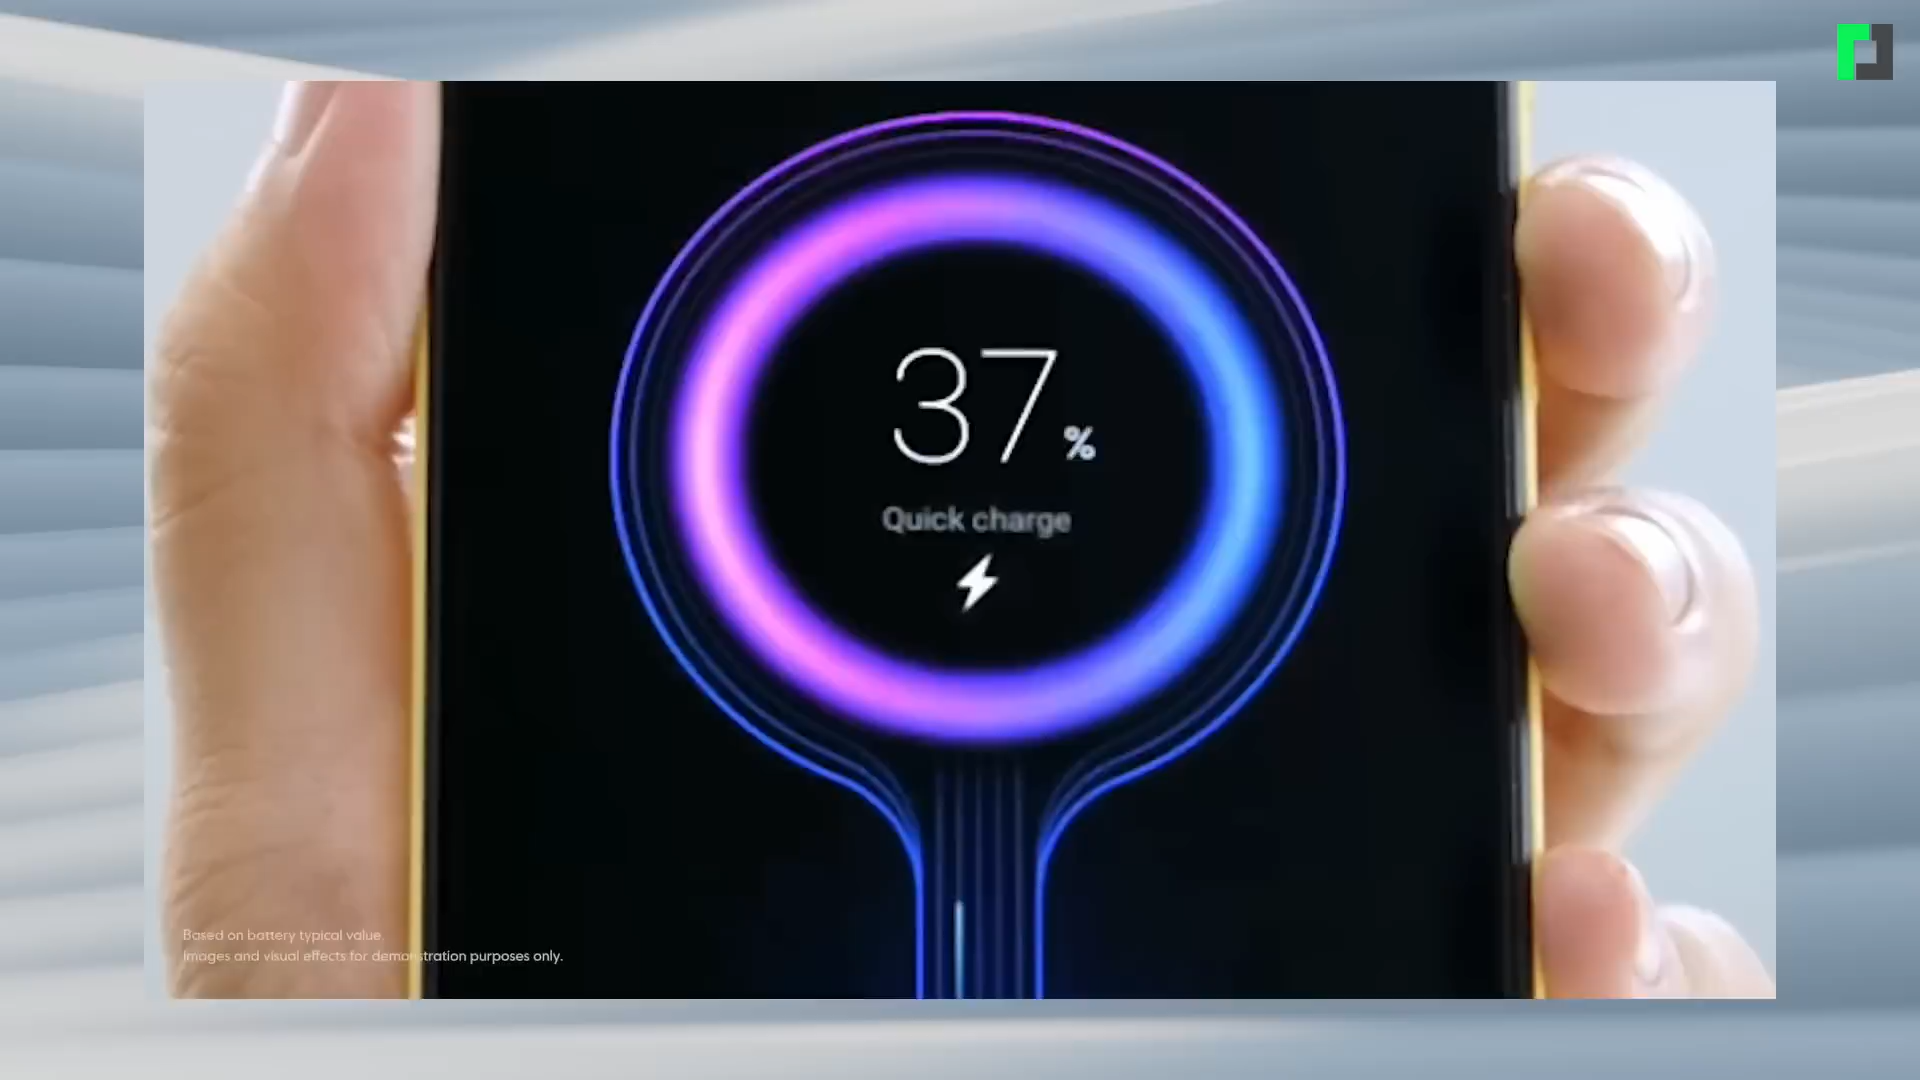 37%
Quick charge
Based on battery typical value.
Images and visual effects for demonstration purposes only.